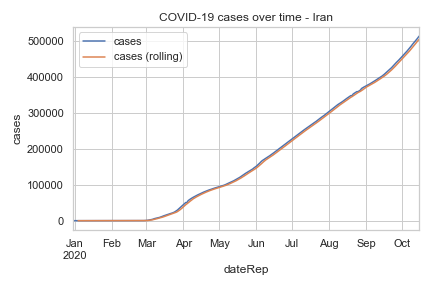 COVID-19 cases over time - Iran
cases
cases (rolling)
500000
400000
300000
200000
100000
0
cases
Jan Feb Mar Apr May Jun Jul Aug Sep Oct
2020
dateRep